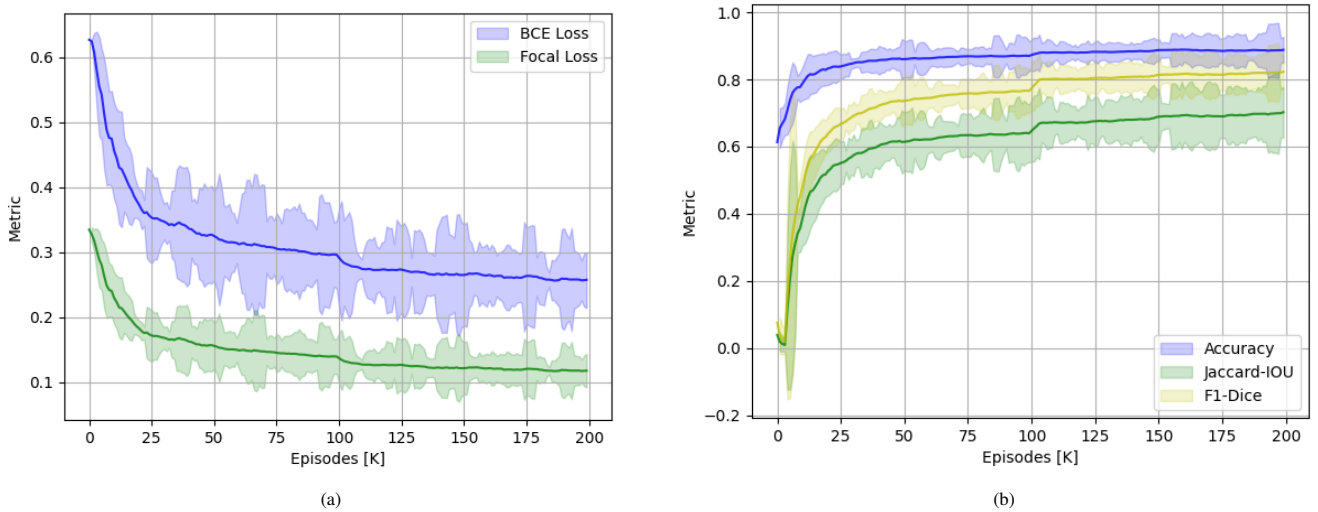 BCE Loss
Focal Loss
0.6
0.5
0.4
0.3
0.2
0.1
Metric
0 25 50 75 100 125 150 175 200
Episodes [K]
(a)
1.0
0.8
0.6
0.4
0.2
0.0
−0.2
Metric
Accuracy
Jaccard-IOU
F1-Dice
0 25 50 75 100 125 150 175 200
Episodes [K]
(b)